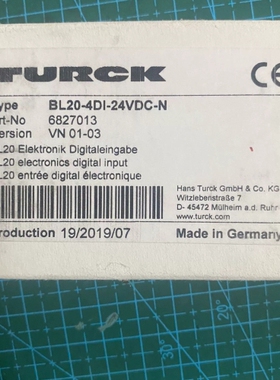 TURCK
CE
ype BL20-4DI-24VDC-N
rt-No 6827013
ersion VN 01-03
L20 Elektronik Digitaleingabe
L20 electronics digital input
L20 entrée digital électronique
Hans Turck GmbH & Co. KG
Witzlebenstraße 7
D- 45472 Mülheim a.d. Ruhr
www.turck.com
roduction 19/2019/07 Made in Germany
20°
30°